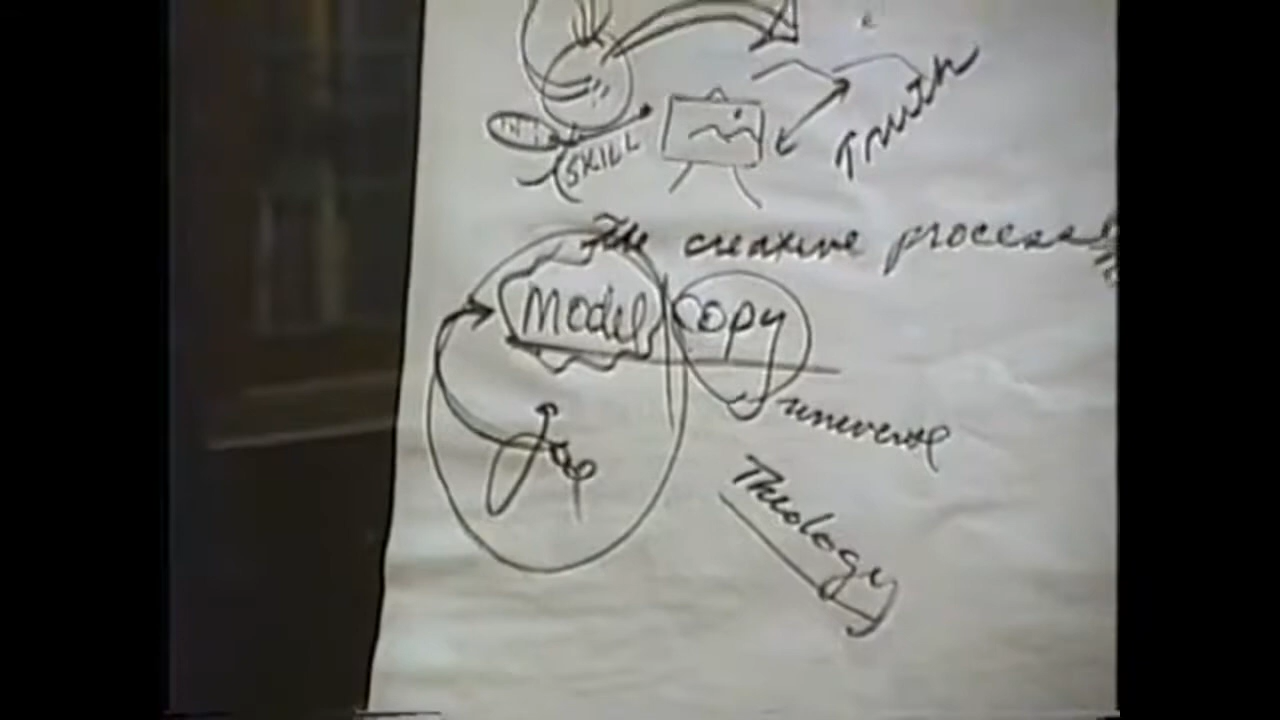 Truth
SKILL
The creative process
Model copy
universe
Theology